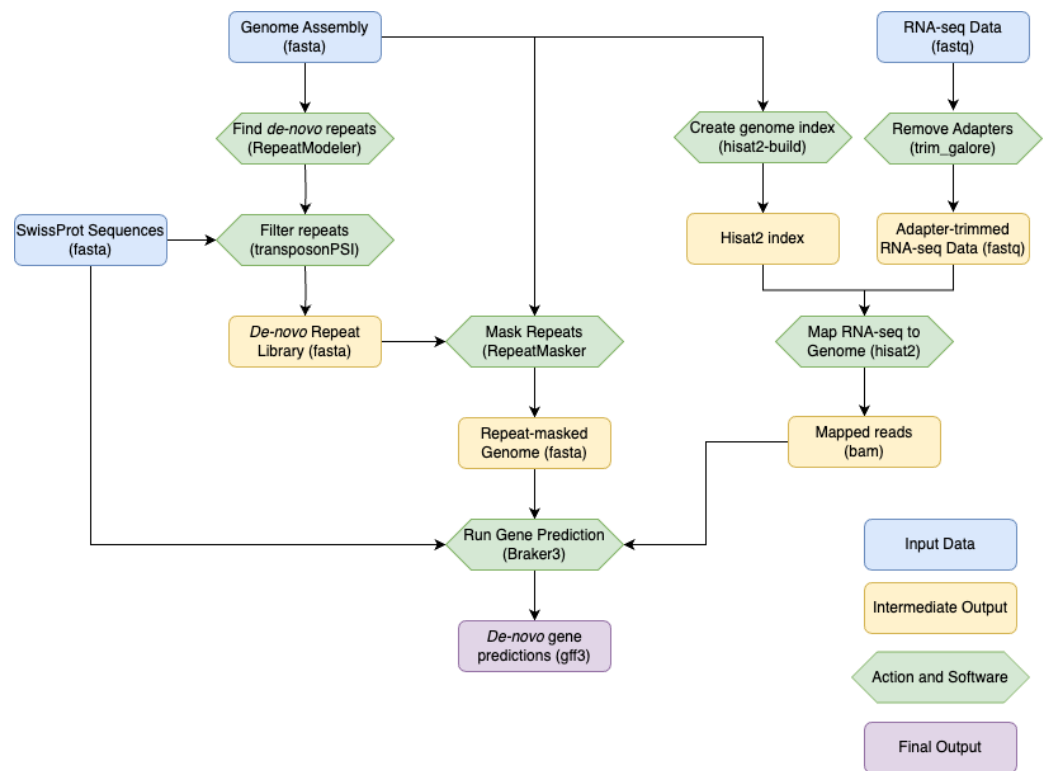 Genome Assembly
(fasta)
RNA-seq Data
(fastq)
Find de-novo repeats
(RepeatModeler)
Create genome index
(hisat2-build)
Remove Adapters
(trim_galore)
SwissProt Sequences
(fasta)
Filter repeats
(transposonPSI)
Hisat2 index
Adapter-trimmed
RNA-seq Data (fastq)
De-novo Repeat
Library (fasta)
Mask Repeats
(RepeatMasker
Map RNA-seq to
Genome (hisat2)
Repeat-masked
Genome (fasta)
Mapped reads
(bam)
Run Gene Prediction
(Braker3)
Input Data
Intermediate Output
De-novo gene
predictions (gff3)
Action and Software
Final Output